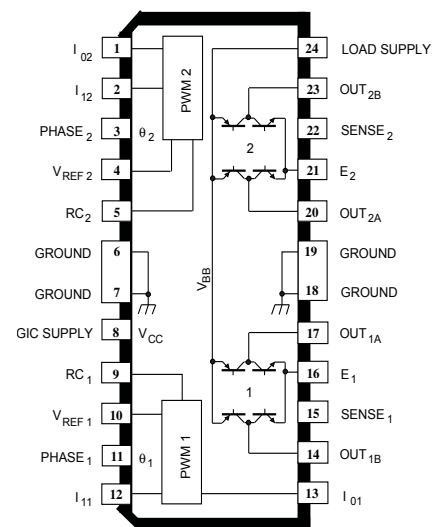 I02 1 PWM 2 24 LOAD SUPPLY
I12 2 23 OUT2B
PHASE2 3 θ2 22 SENSE2
2
VREF 2 4 21 E2
RC2 5 20 OUT2A
GROUND 6 19 GROUND
VBB
GROUND 7 18 GROUND
GIC SUPPLY 8 VCC 17 OUT1A
RC1 9 16 E1
1
VREF 1 10 PWM 1 15 SENSE1
PHASE1 11 θ1 14 OUT1B
I11 12 13 I01